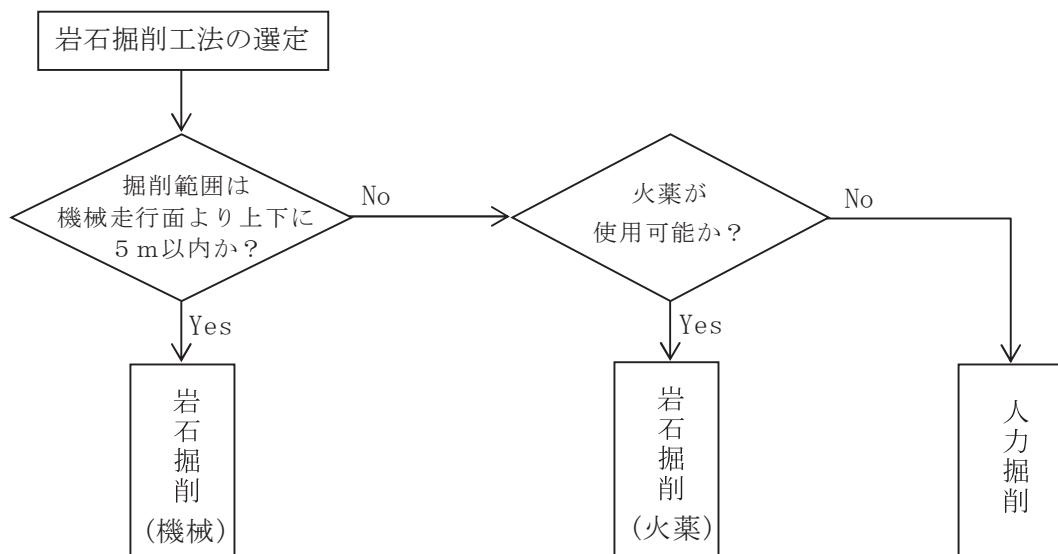 岩石掘削工法の選定
掘削範囲は
機械走行面より上下に
５ｍ以内か？
No
火薬が
使用可能か？
No
Yes
Yes
岩石掘削
(機械)
岩石掘削
(火薬)
人力掘削